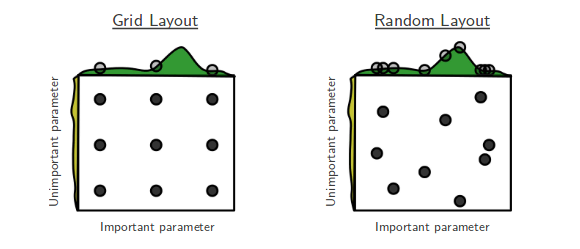 Grid Layout
Random Layout
Unimportant parameter
Important parameter
Unimportant parameter
Important parameter